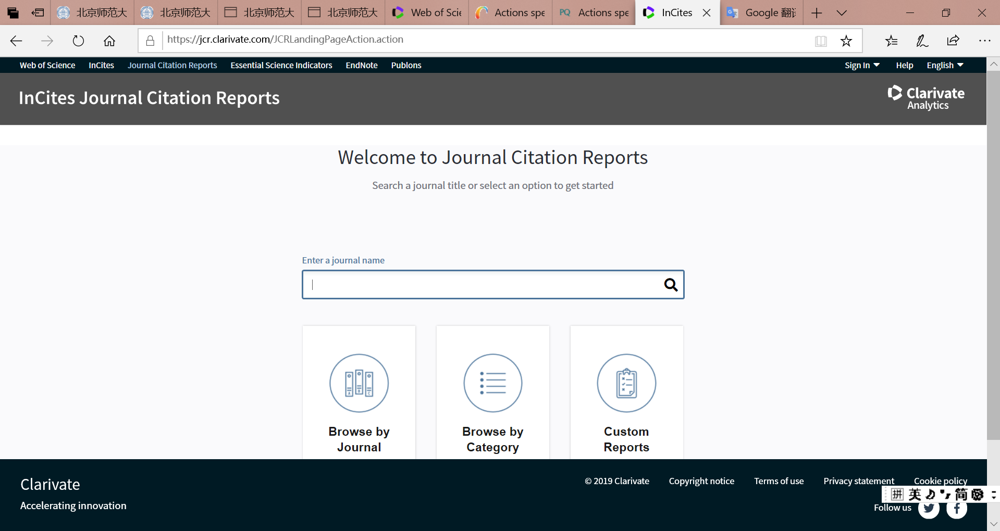 北京师范大
北京师范大
北京师范大
北京师范大
Web of Scie
Actions spe
PQ Actions spe
InCites
Google 翻译
https://jcr.clarivate.com/JCRLandingPageAction.action
Web of Science InCites Journal Citation Reports Essential Science Indicators EndNote Publons Sign In Help English
InCites Journal Citation Reports
Clarivate
Analytics
Welcome to Journal Citation Reports
Search a journal title or select an option to get started
Enter a journal name
A B C
Browse by
Journal
Browse by
Category
Custom
Reports
Clarivate
Accelerating innovation
© 2019 Clarivate Copyright notice Terms of use Privacy statement Cookie policy
拼 英 简
Follow us